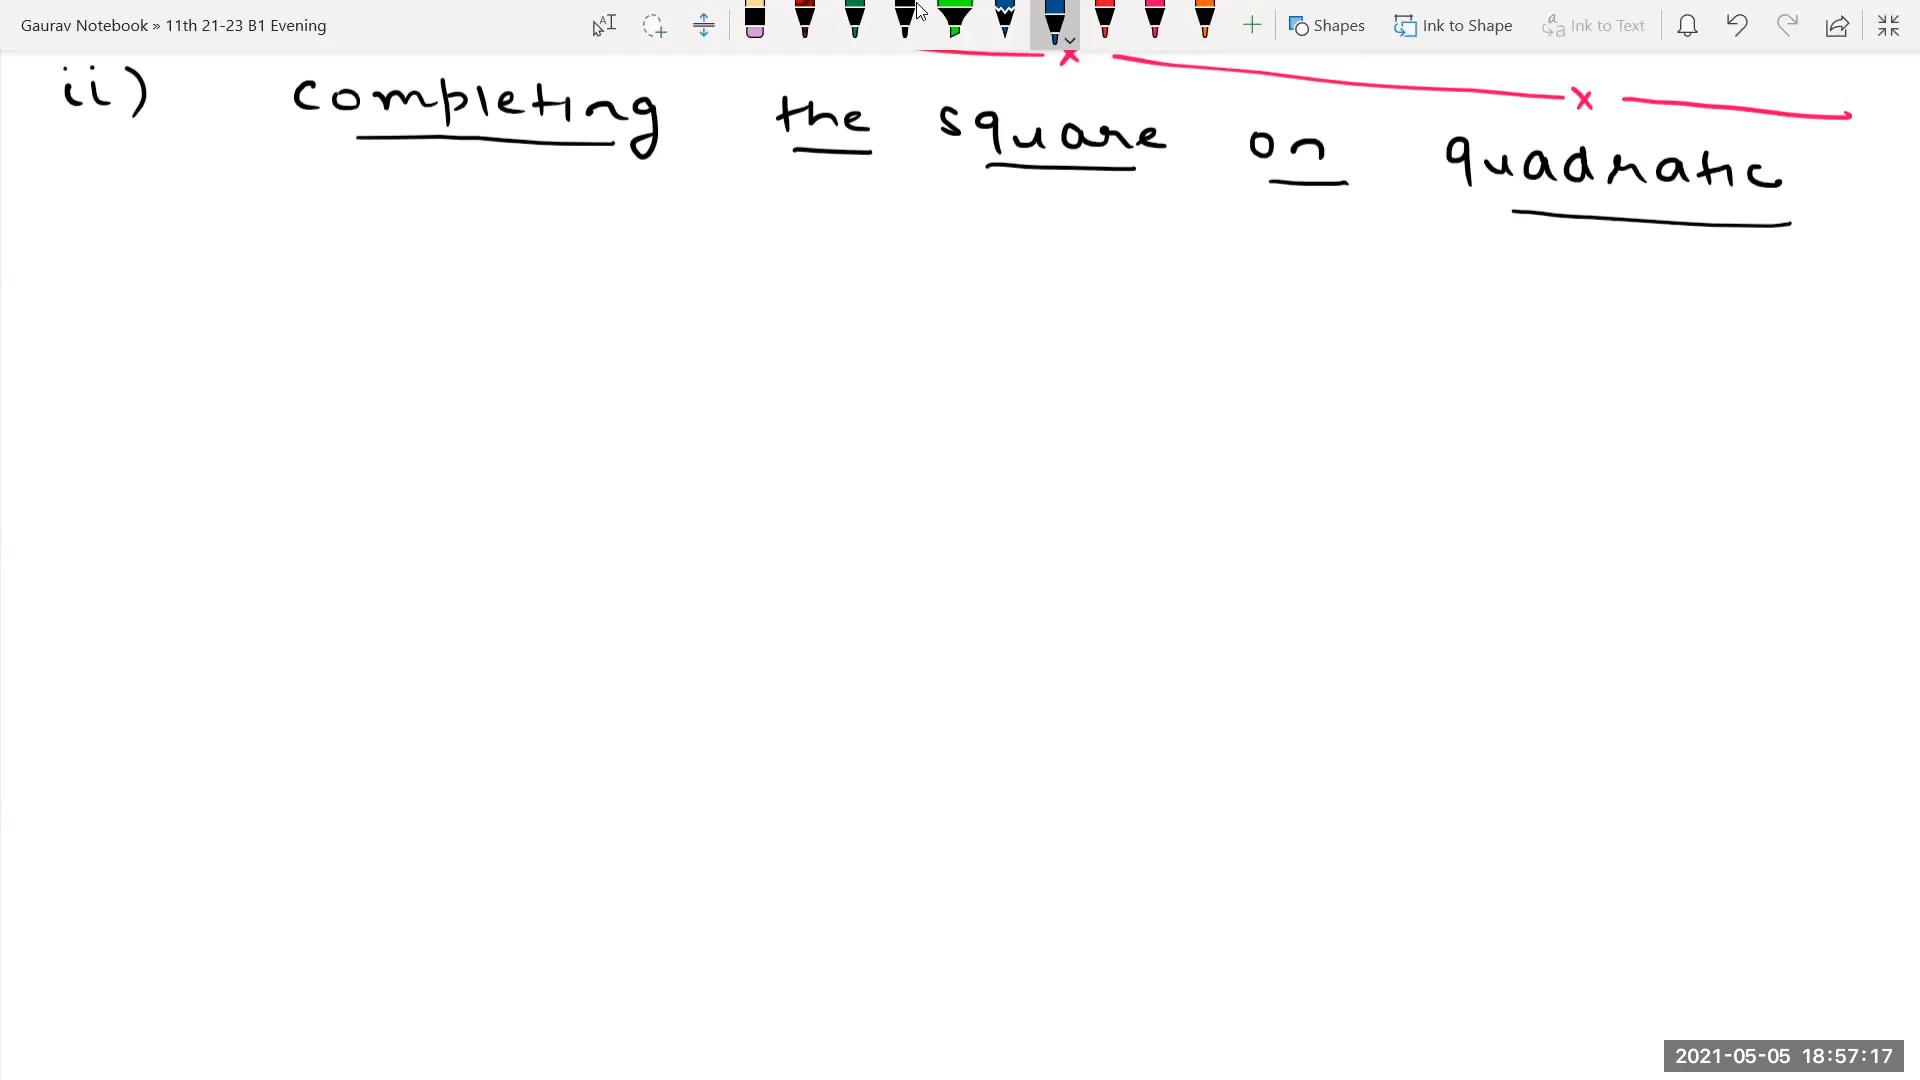 Gaurav Notebook » 11th 21-23 B1 Evening
Shapes
Ink to Shape
Ink to Text
ii) completing the square on quadratic
2021-05-05 18:57:17